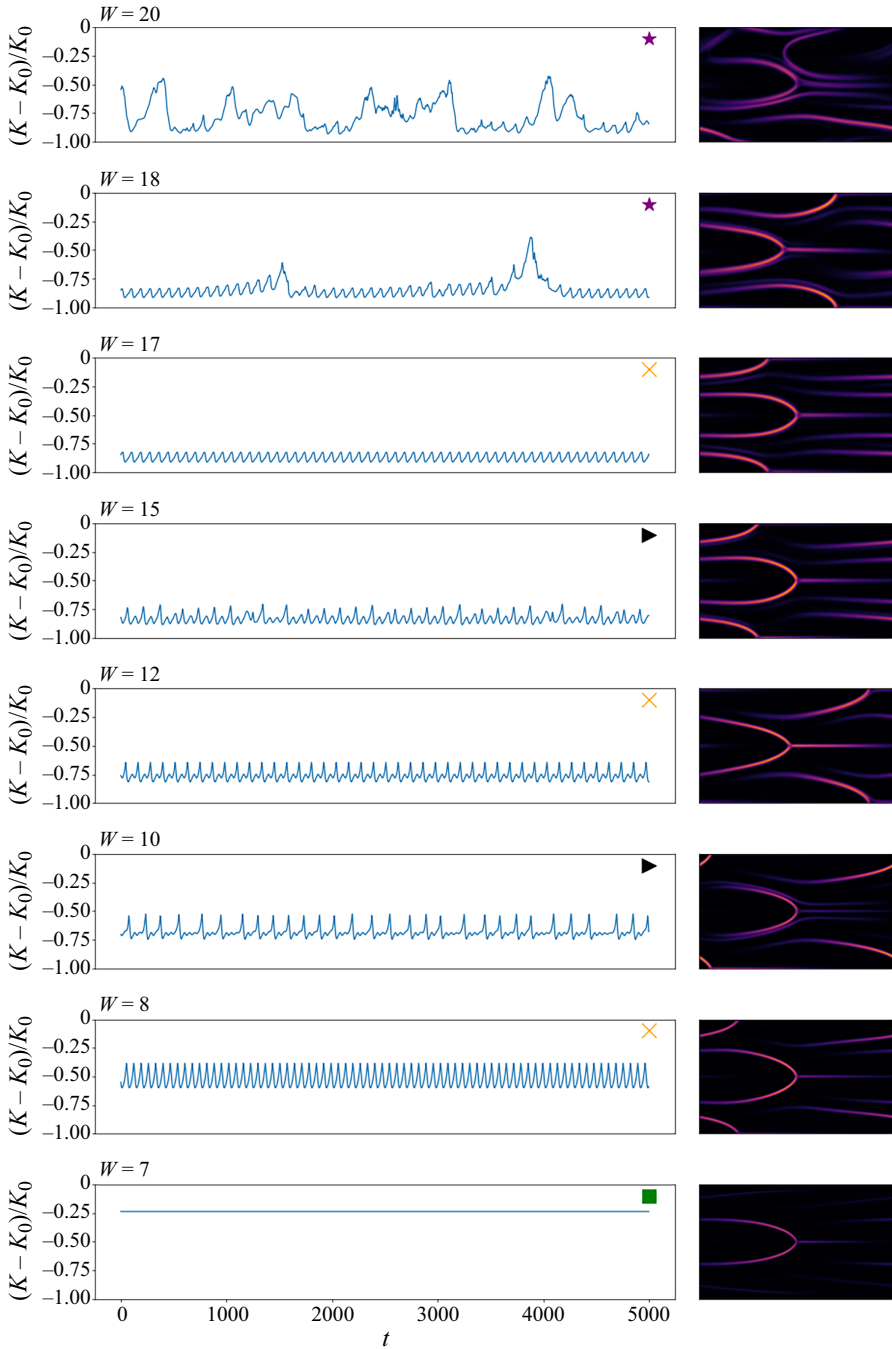 W = 20
(K – K0)/K0
0
–0.25
–0.50
–0.75
–1.00
W = 18
(K – K0)/K0
0
–0.25
–0.50
–0.75
–1.00
W = 17
(K – K0)/K0
0
–0.25
–0.50
–0.75
–1.00
W = 15
(K – K0)/K0
0
–0.25
–0.50
–0.75
–1.00
W = 12
(K – K0)/K0
0
–0.25
–0.50
–0.75
–1.00
W = 10
(K – K0)/K0
0
–0.25
–0.50
–0.75
–1.00
W = 8
(K – K0)/K0
0
–0.25
–0.50
–0.75
–1.00
W = 7
(K – K0)/K0
0
–0.25
–0.50
–0.75
–1.00
0 1000 2000 3000 4000 5000
t